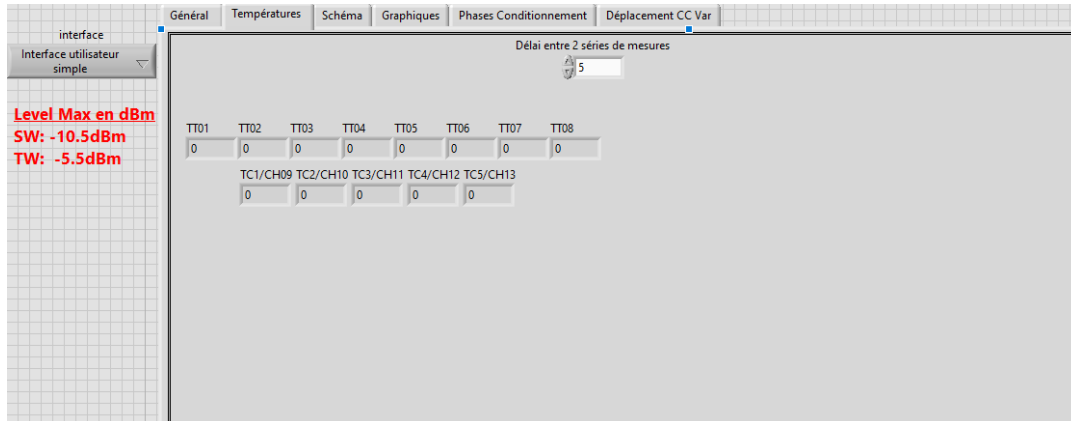 Général Températures Schéma Graphiques Phases Conditionnement Déplacement CC Var
interface
Interface utilisateur
simple
Délai entre 2 séries de mesures
5
Level Max en dBm
SW: -10.5dBm
TW: -5.5dBm
TT01 TT02 TT03 TT04 TT05 TT06 TT07 TT08
0 0 0 0 0 0 0 0
TC1/CH09 TC2/CH10 TC3/CH11 TC4/CH12 TC5/CH13
0 0 0 0 0